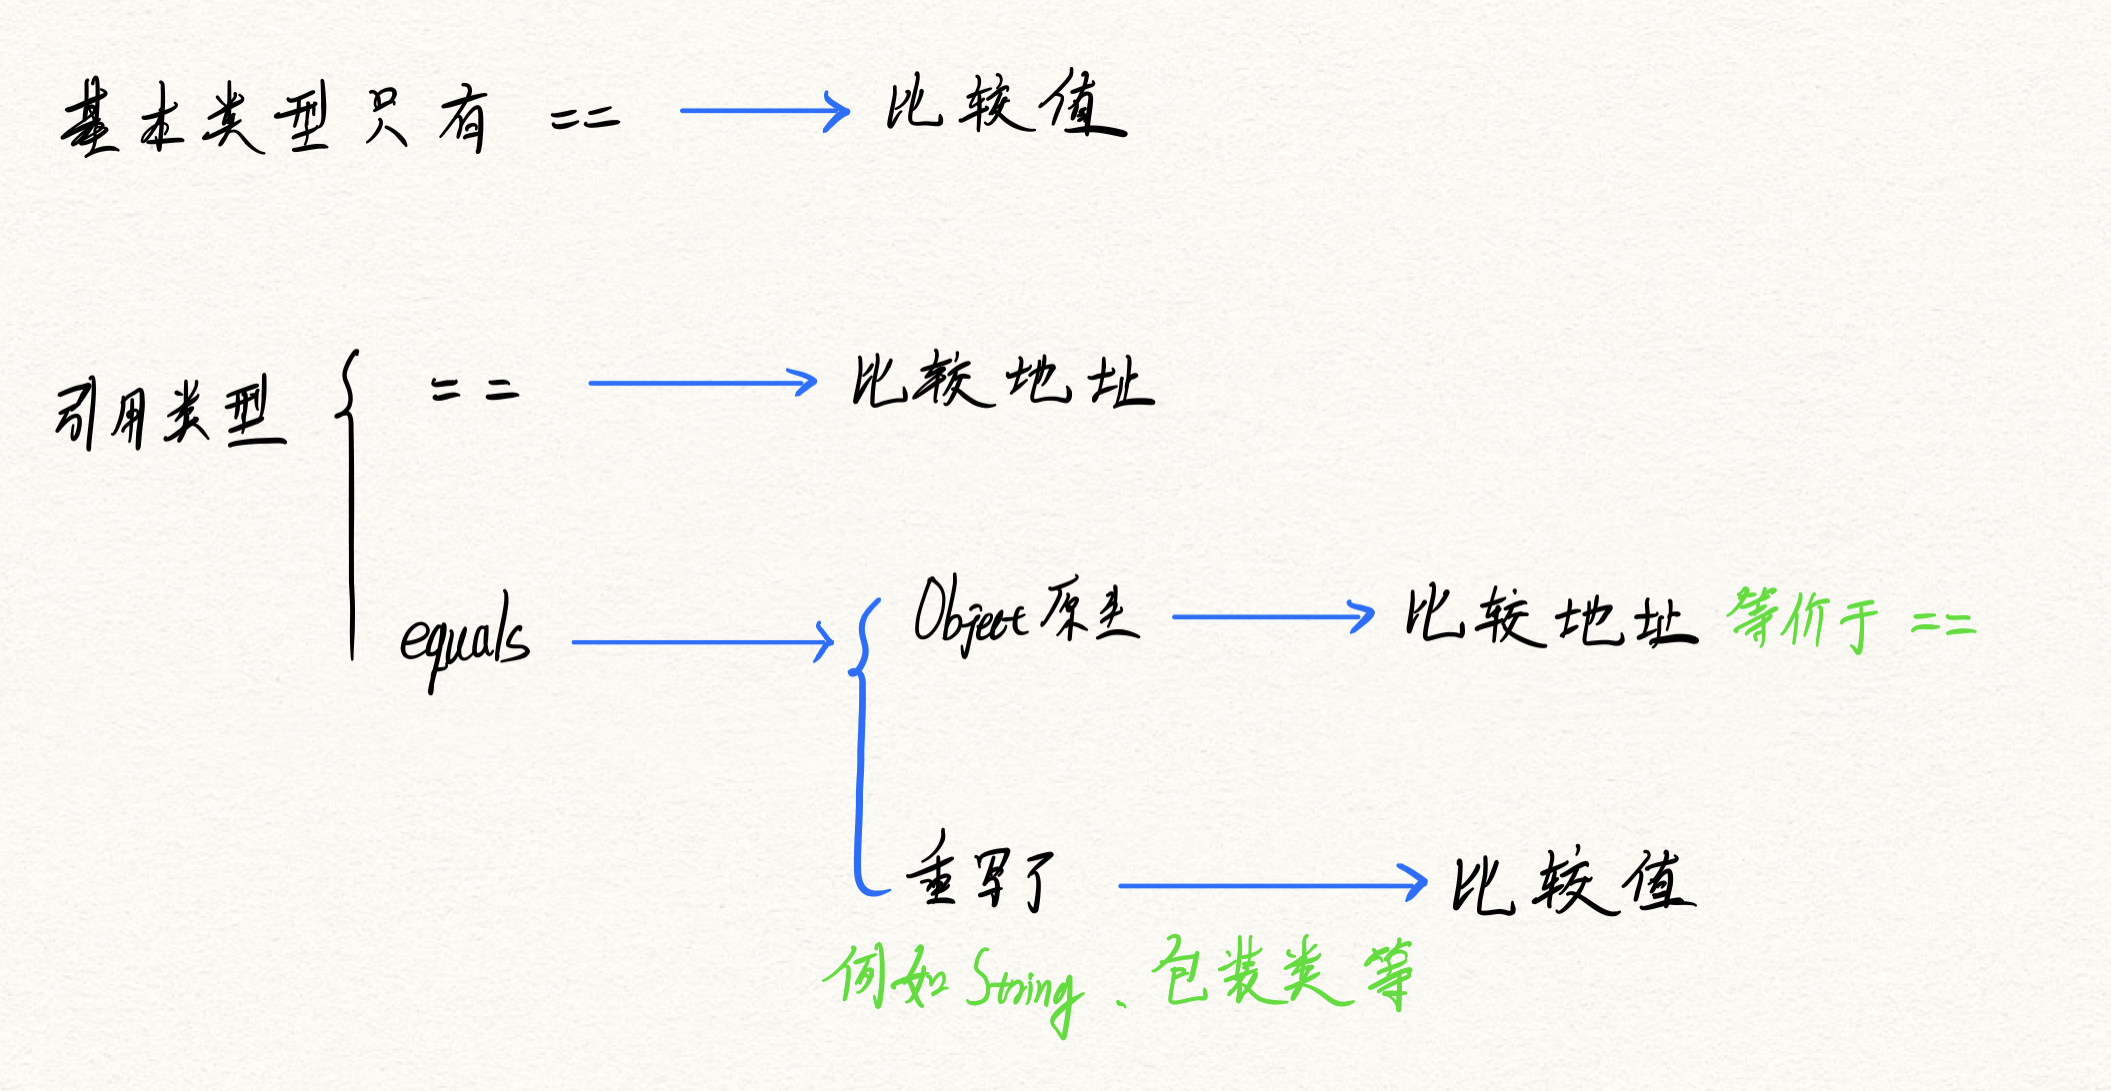 基本类型只有 == 比较值
引用类型 == 比较地址
equals Object原生 比较地址 等价于 ==
重写了 比较值
例如String、包装类等